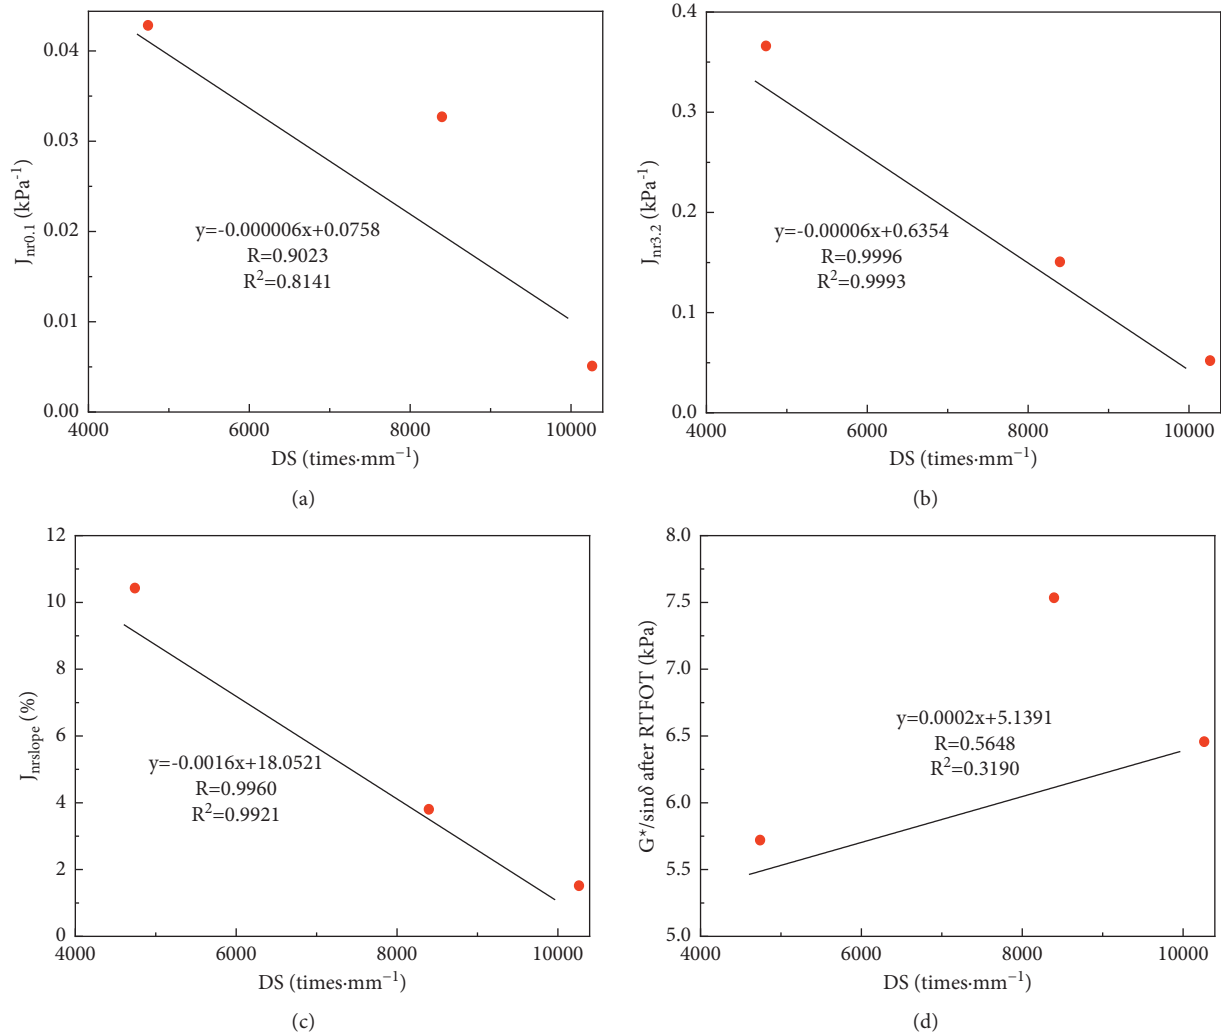 0.04
0.03
0.02
0.01
0.00
J_nr0.1 (kPa⁻¹)
y=-0.000006x+0.0758
R=0.9023
R²=0.8141
4000 6000 8000 10000
DS (times·mm⁻¹)
(a)
0.4
0.3
0.2
0.1
0.0
J_nr3.2 (kPa⁻¹)
y=-0.00006x+0.6354
R=0.9996
R²=0.9993
4000 6000 8000 10000
DS (times·mm⁻¹)
(b)
12
10
8
6
4
2
0
J_nrslope (%)
y=-0.0016x+18.0521
R=0.9960
R²=0.9921
4000 6000 8000 10000
DS (times·mm⁻¹)
(c)
8.0
7.5
7.0
6.5
6.0
5.5
5.0
G*/sinδ after RTFOT (kPa)
y=0.0002x+5.1391
R=0.5648
R²=0.3190
4000 6000 8000 10000
DS (times·mm⁻¹)
(d)